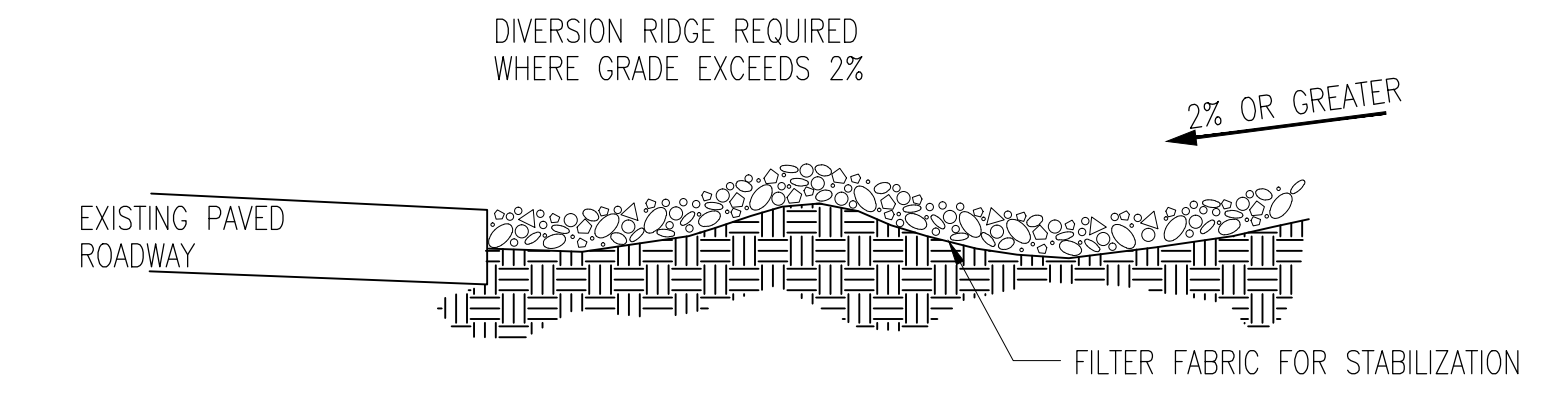 DIVERSION RIDGE REQUIRED
WHERE GRADE EXCEEDS 2%
2% OR GREATER
EXISTING PAVED
ROADWAY
FILTER FABRIC FOR STABILIZATION